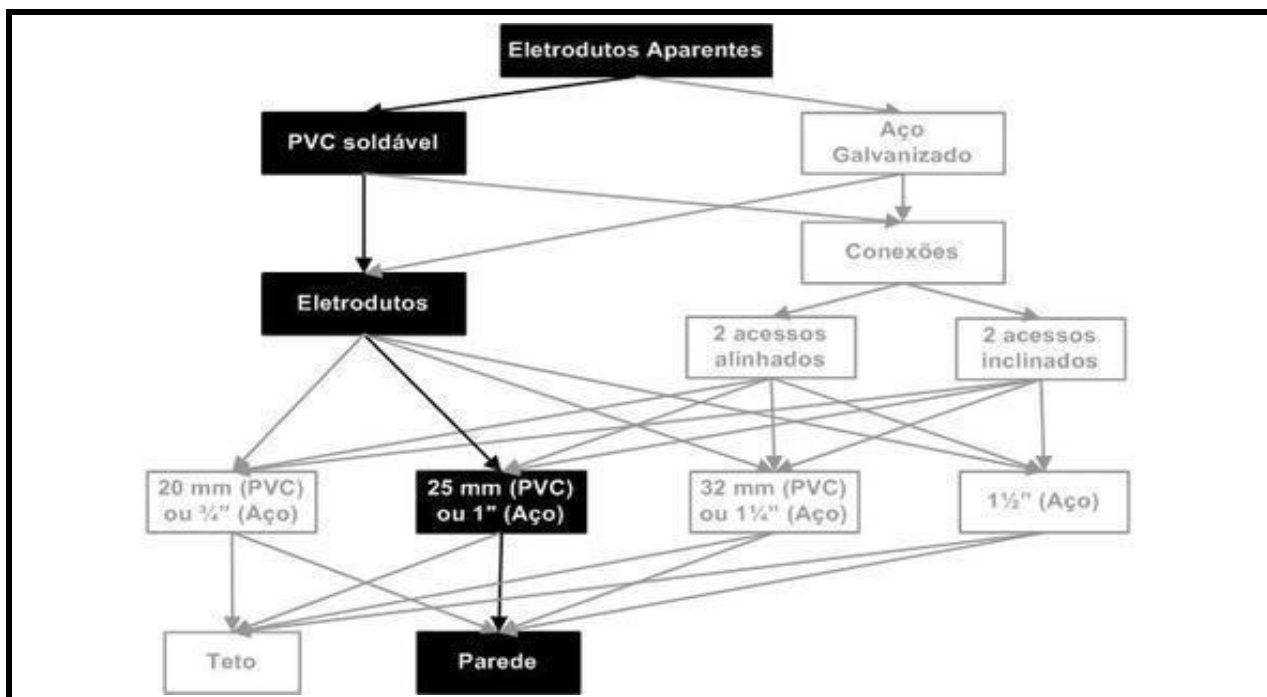 Eletrodutos Aparentes
PVC soldável
Aço
Galvanizado
Conexões
Eletrodutos
2 acessos
alinhados
2 acessos
inclinados
20 mm (PVC)
ou ¾” (Aço)
25 mm (PVC)
ou 1" (Aço)
32 mm (PVC)
ou 1¼” (Aço)
1½” (Aço)
Teto
Parede